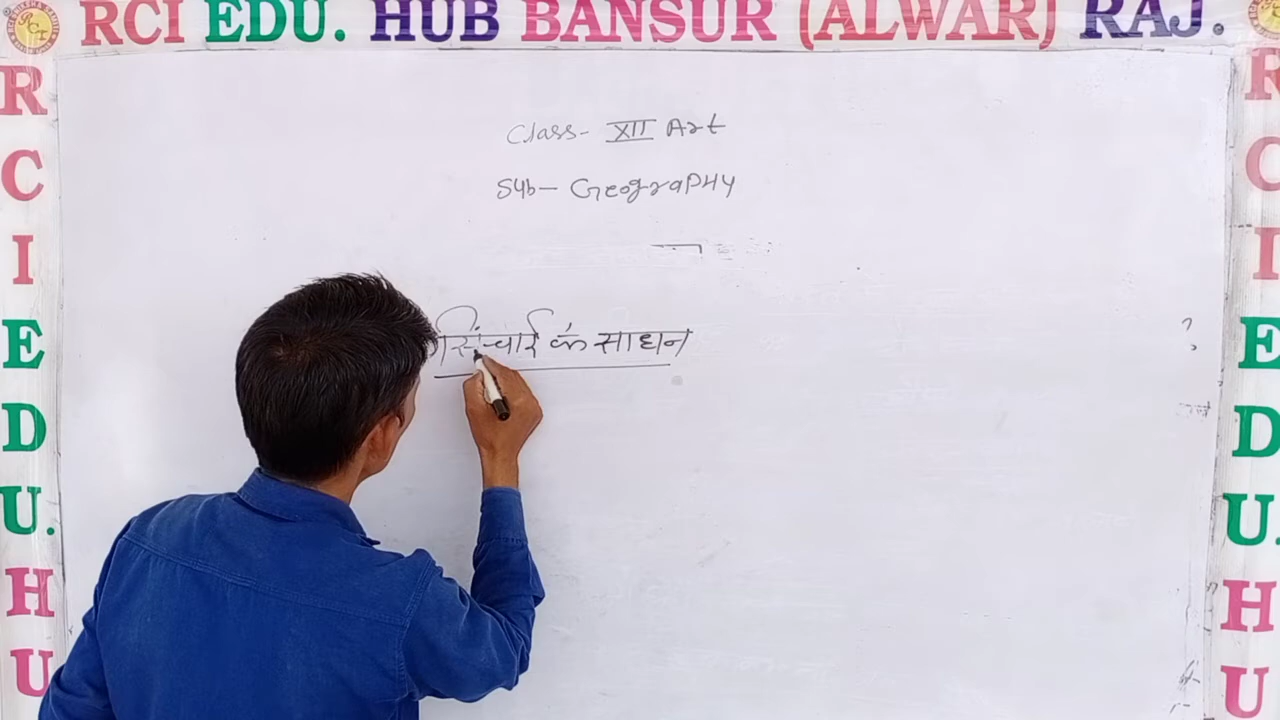 RCI EDU. HUB BANSUR (ALWAR) RAJ.
Class- XII Art
Sub- Geography
सिंचाई के साधन
R
C
I
E
D
U.
H
U
R
C
I
E
D
U.
H
U